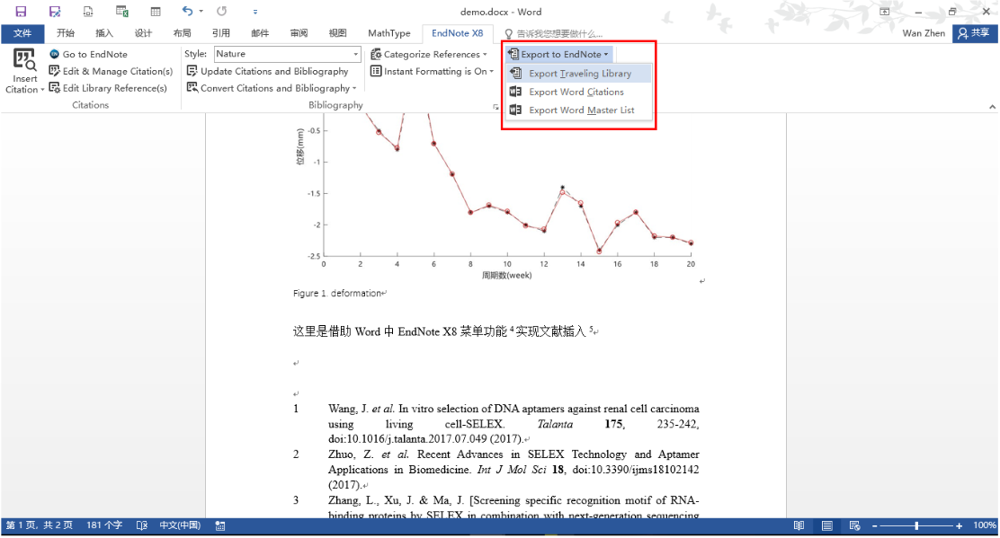 demo.docx - Word
文件 开始 插入 设计 布局 引用 邮件 审阅 视图 MathType EndNote X8 告诉我您想要做什么... Wan Zhen 共享
Go to EndNote Style: Nature Categorize References Export to EndNote
Insert Citation Edit & Manage Citation(s) Update Citations and Bibliography Instant Formatting is On Export Traveling Library
Edit Library Reference(s) Convert Citations and Bibliography Export Word Citations
Citations Bibliography Export Word Master List
位移(mm)
-0.5
-1
-1.5
-2
-2.5
0 2 4 6 8 10 12 14 16 18 20
周期数(week)
Figure 1. deformation
这里是借助 Word 中 EndNote X8 菜单功能 4 实现文献插入 5
1 Wang, J. et al. In vitro selection of DNA aptamers against renal cell carcinoma
using living cell-SELEX. Talanta 175, 235-242,
doi:10.1016/j.talanta.2017.07.049 (2017).
2 Zhuo, Z. et al. Recent Advances in SELEX Technology and Aptamer
Applications in Biomedicine. Int J Mol Sci 18, doi:10.3390/ijms18102142
(2017).
3 Zhang, L., Xu, J. & Ma, J. [Screening specific recognition motif of RNA-
binding proteins by SELEX in combination with next-generation sequencing
第 1 页，共 2 页 181 个字 中文(中国) 100%